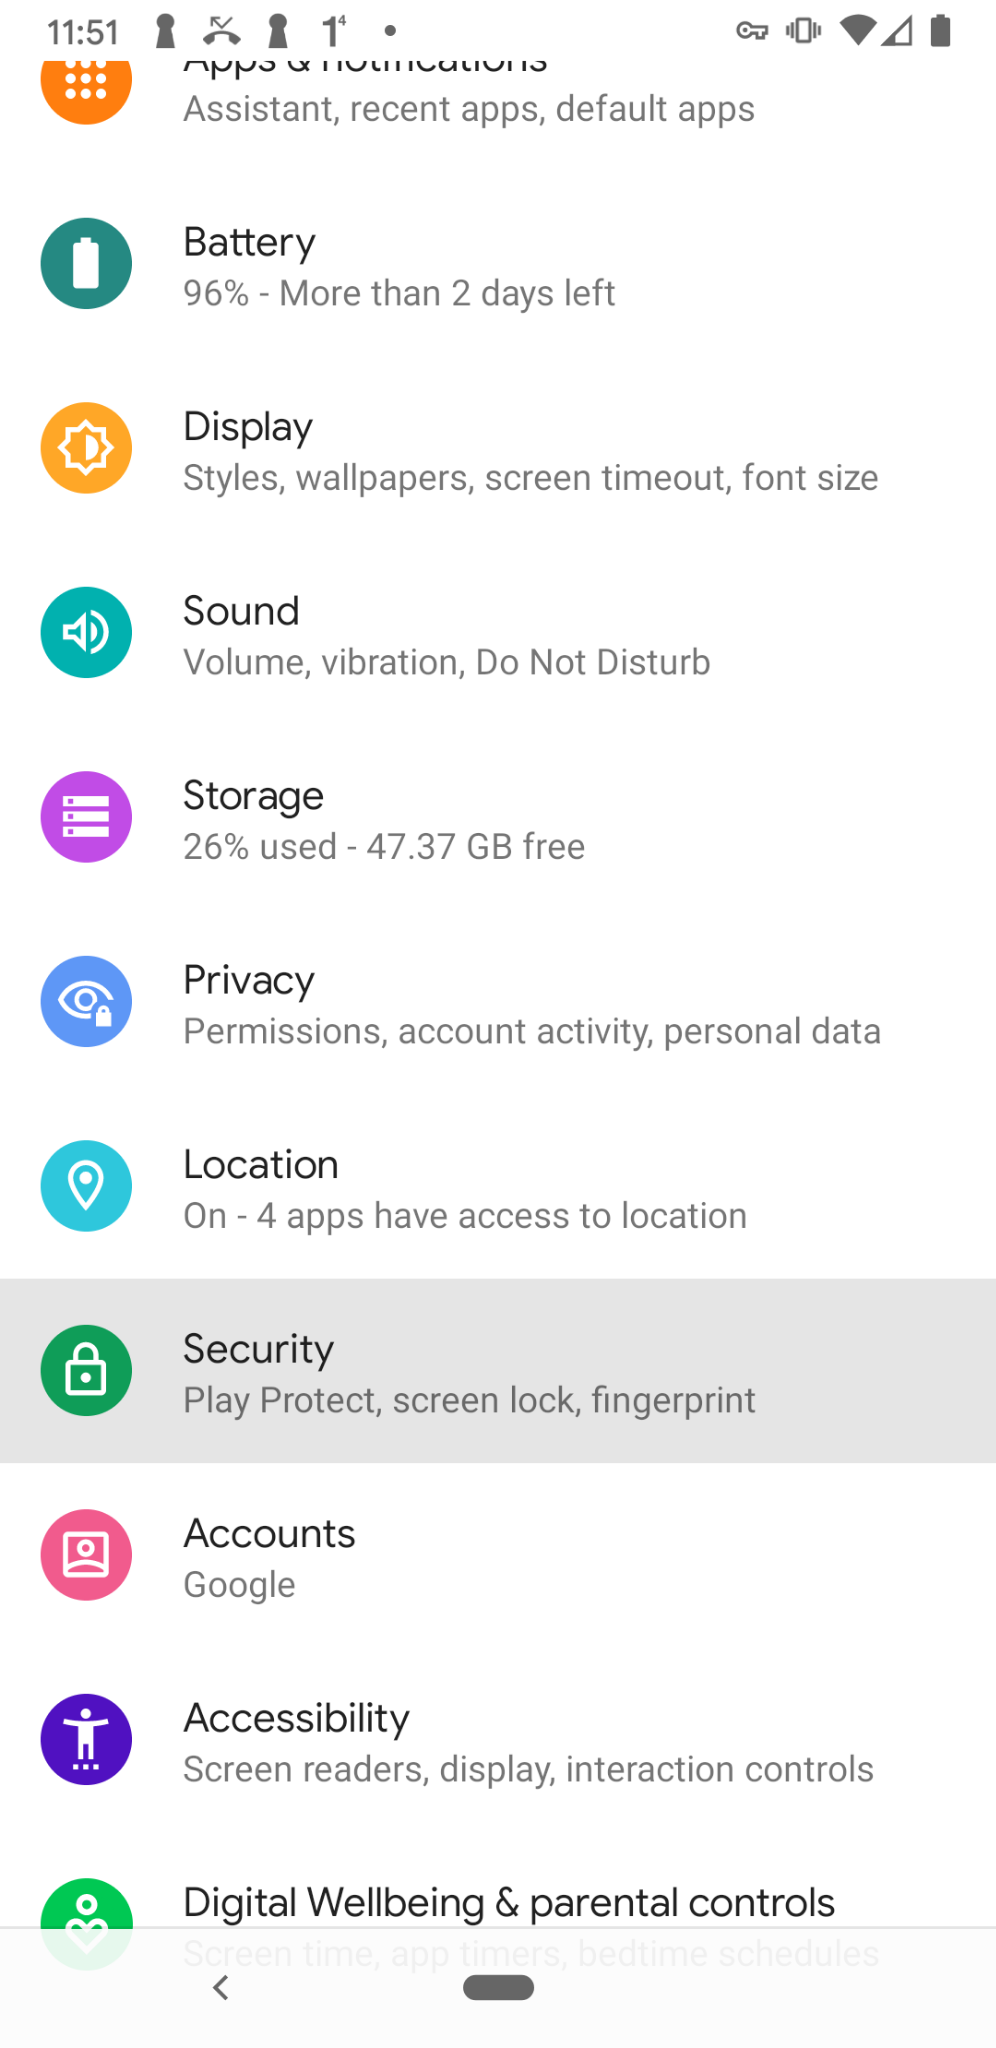 11:51 1⁴
Apps & notifications
Assistant, recent apps, default apps
Battery
96% - More than 2 days left
Display
Styles, wallpapers, screen timeout, font size
Sound
Volume, vibration, Do Not Disturb
Storage
26% used - 47.37 GB free
Privacy
Permissions, account activity, personal data
Location
On - 4 apps have access to location
Security
Play Protect, screen lock, fingerprint
Accounts
Google
Accessibility
Screen readers, display, interaction controls
Digital Wellbeing & parental controls
Screen time, app timers, bedtime schedules